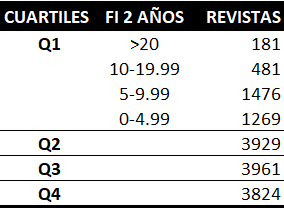 CUARTILES FI 2 AÑOS REVISTAS
Q1 >20 181
10-19.99 481
5-9.99 1476
0-4.99 1269
Q2 3929
Q3 3961
Q4 3824